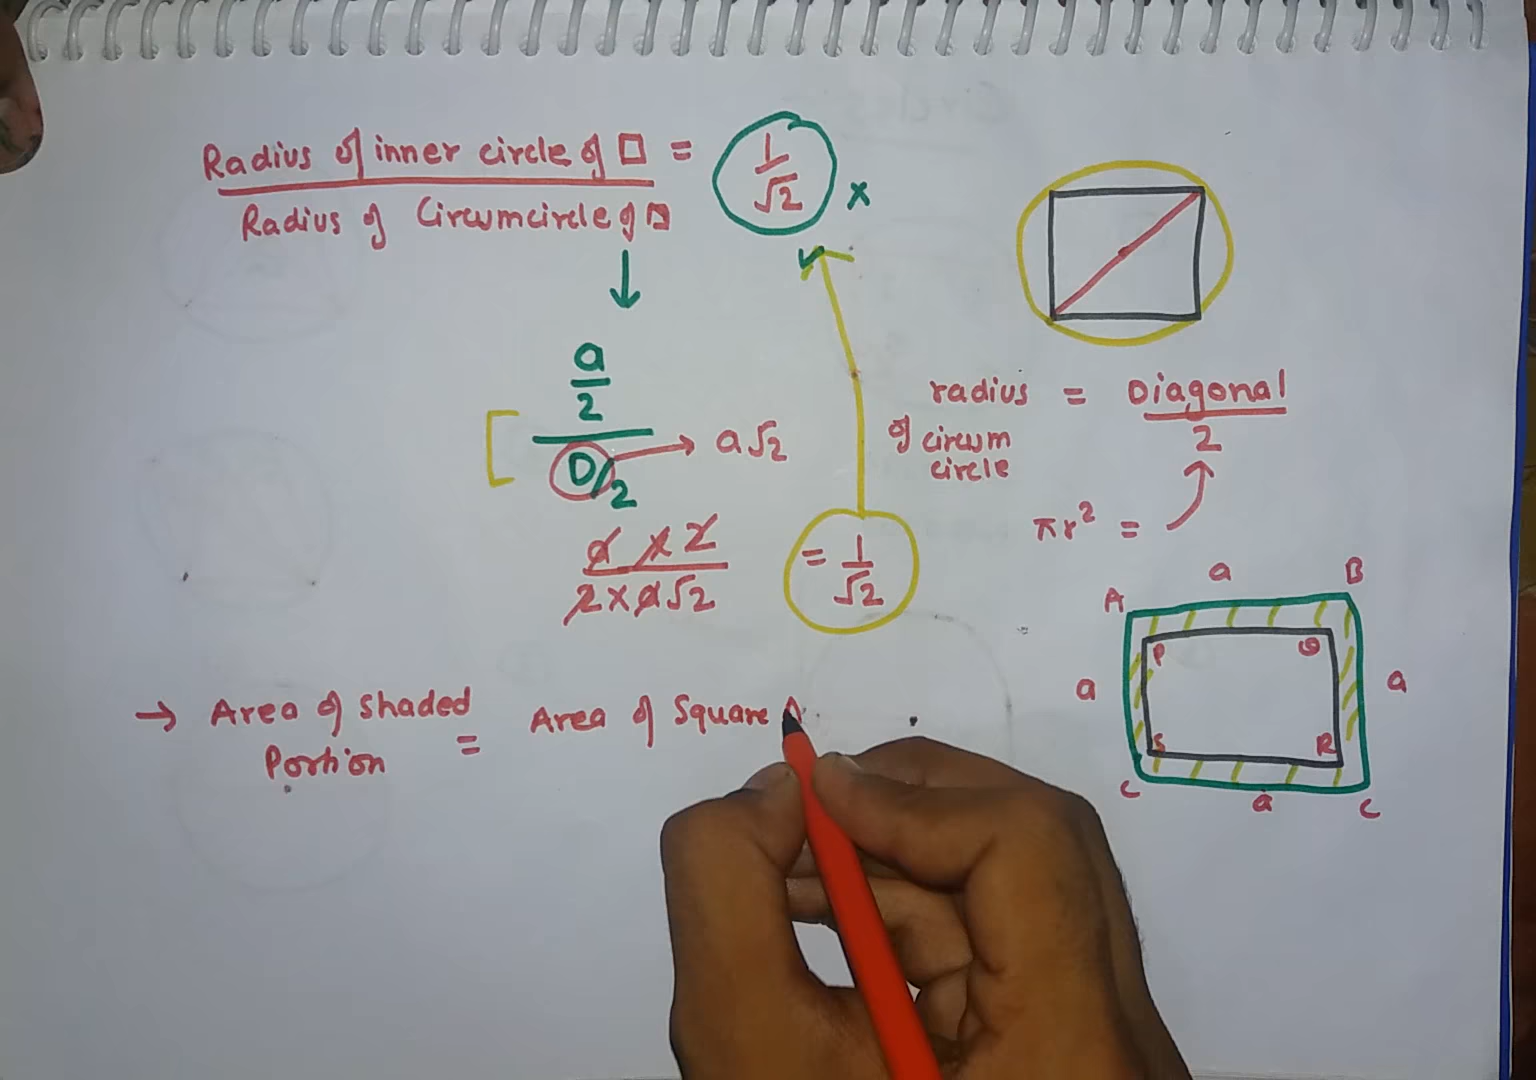 Radius of inner circle of □ = 1/√2 x
Radius of Circumcircle of □
a
2
D/2 → a√2
a x 2
2 x a√2
= 1/√2
radius = Diagonal
of circum 2
circle
πr² =
a B
A
P Q
a a
S R
C a C
→ Area of shaded = Area of Square A
Portion